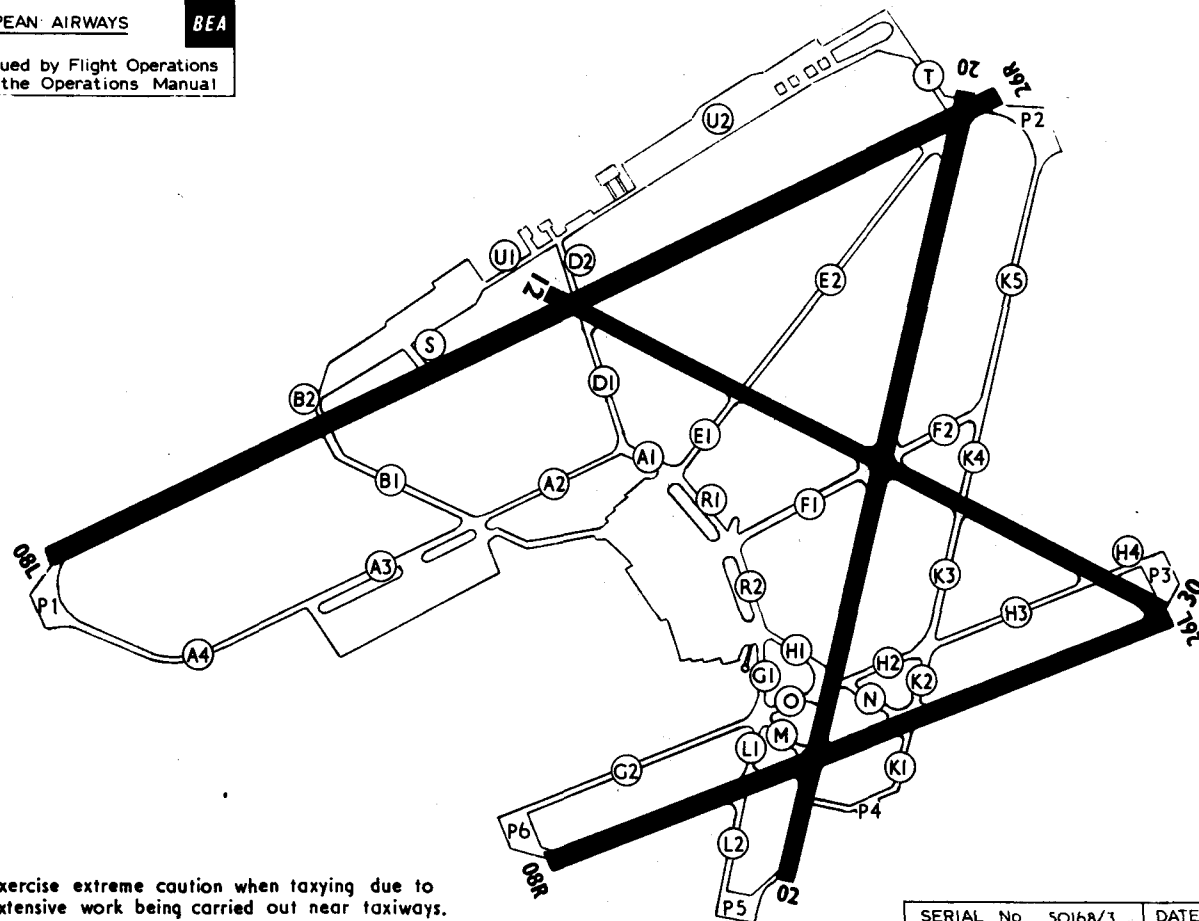 PEAN AIRWAYS
BEA
ued by Flight Operations
the Operations Manual
T
20
26R
P2
U2
U1
D2
12
E2
K5
S
D1
B2
E1
F2
A1
K4
B1
A2
R1
F1
08L
A3
R2
K3
H4
P3
30
P1
H3
26L
A4
H1
H2
G1
K2
O
N
M
L1
G2
K1
P4
P6
L2
08R
02
P5
xercise extreme caution when taxying due to
xtensive work being carried out near taxiways.
SERIAL No SO168/3 DATE